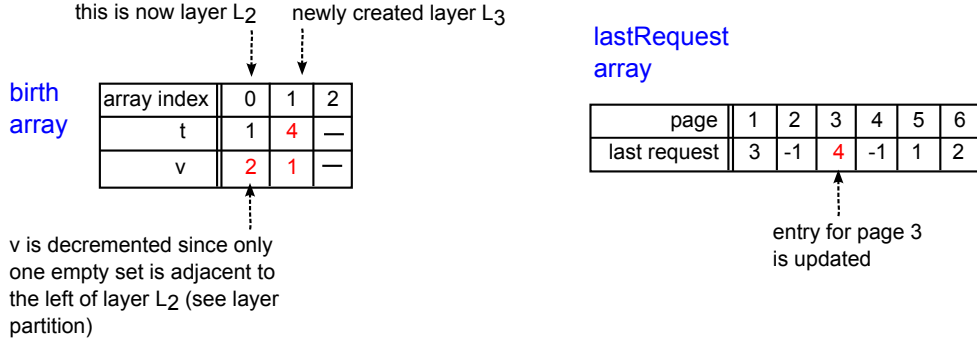 this is now layer L2
newly created layer L3
birth
array
array index 0 1 2
t 1 4 —
v 2 1 —
v is decremented since only
one empty set is adjacent to
the left of layer L2 (see layer
partition)
lastRequest
array
page 1 2 3 4 5 6
last request 3 -1 4 -1 1 2
entry for page 3
is updated